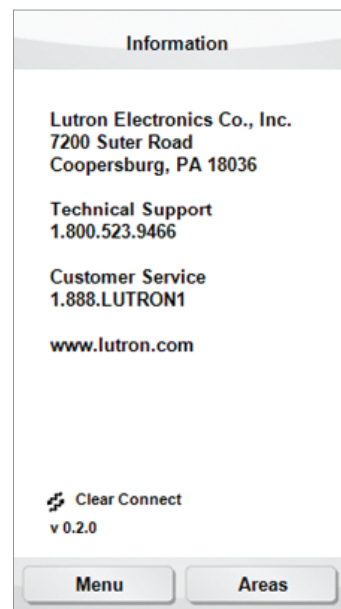 Information
Lutron Electronics Co., Inc.
7200 Suter Road
Coopersburg, PA 18036
Technical Support
1.800.523.9466
Customer Service
1.888.LUTRON1
www.lutron.com
Clear Connect
v 0.2.0
Menu Areas